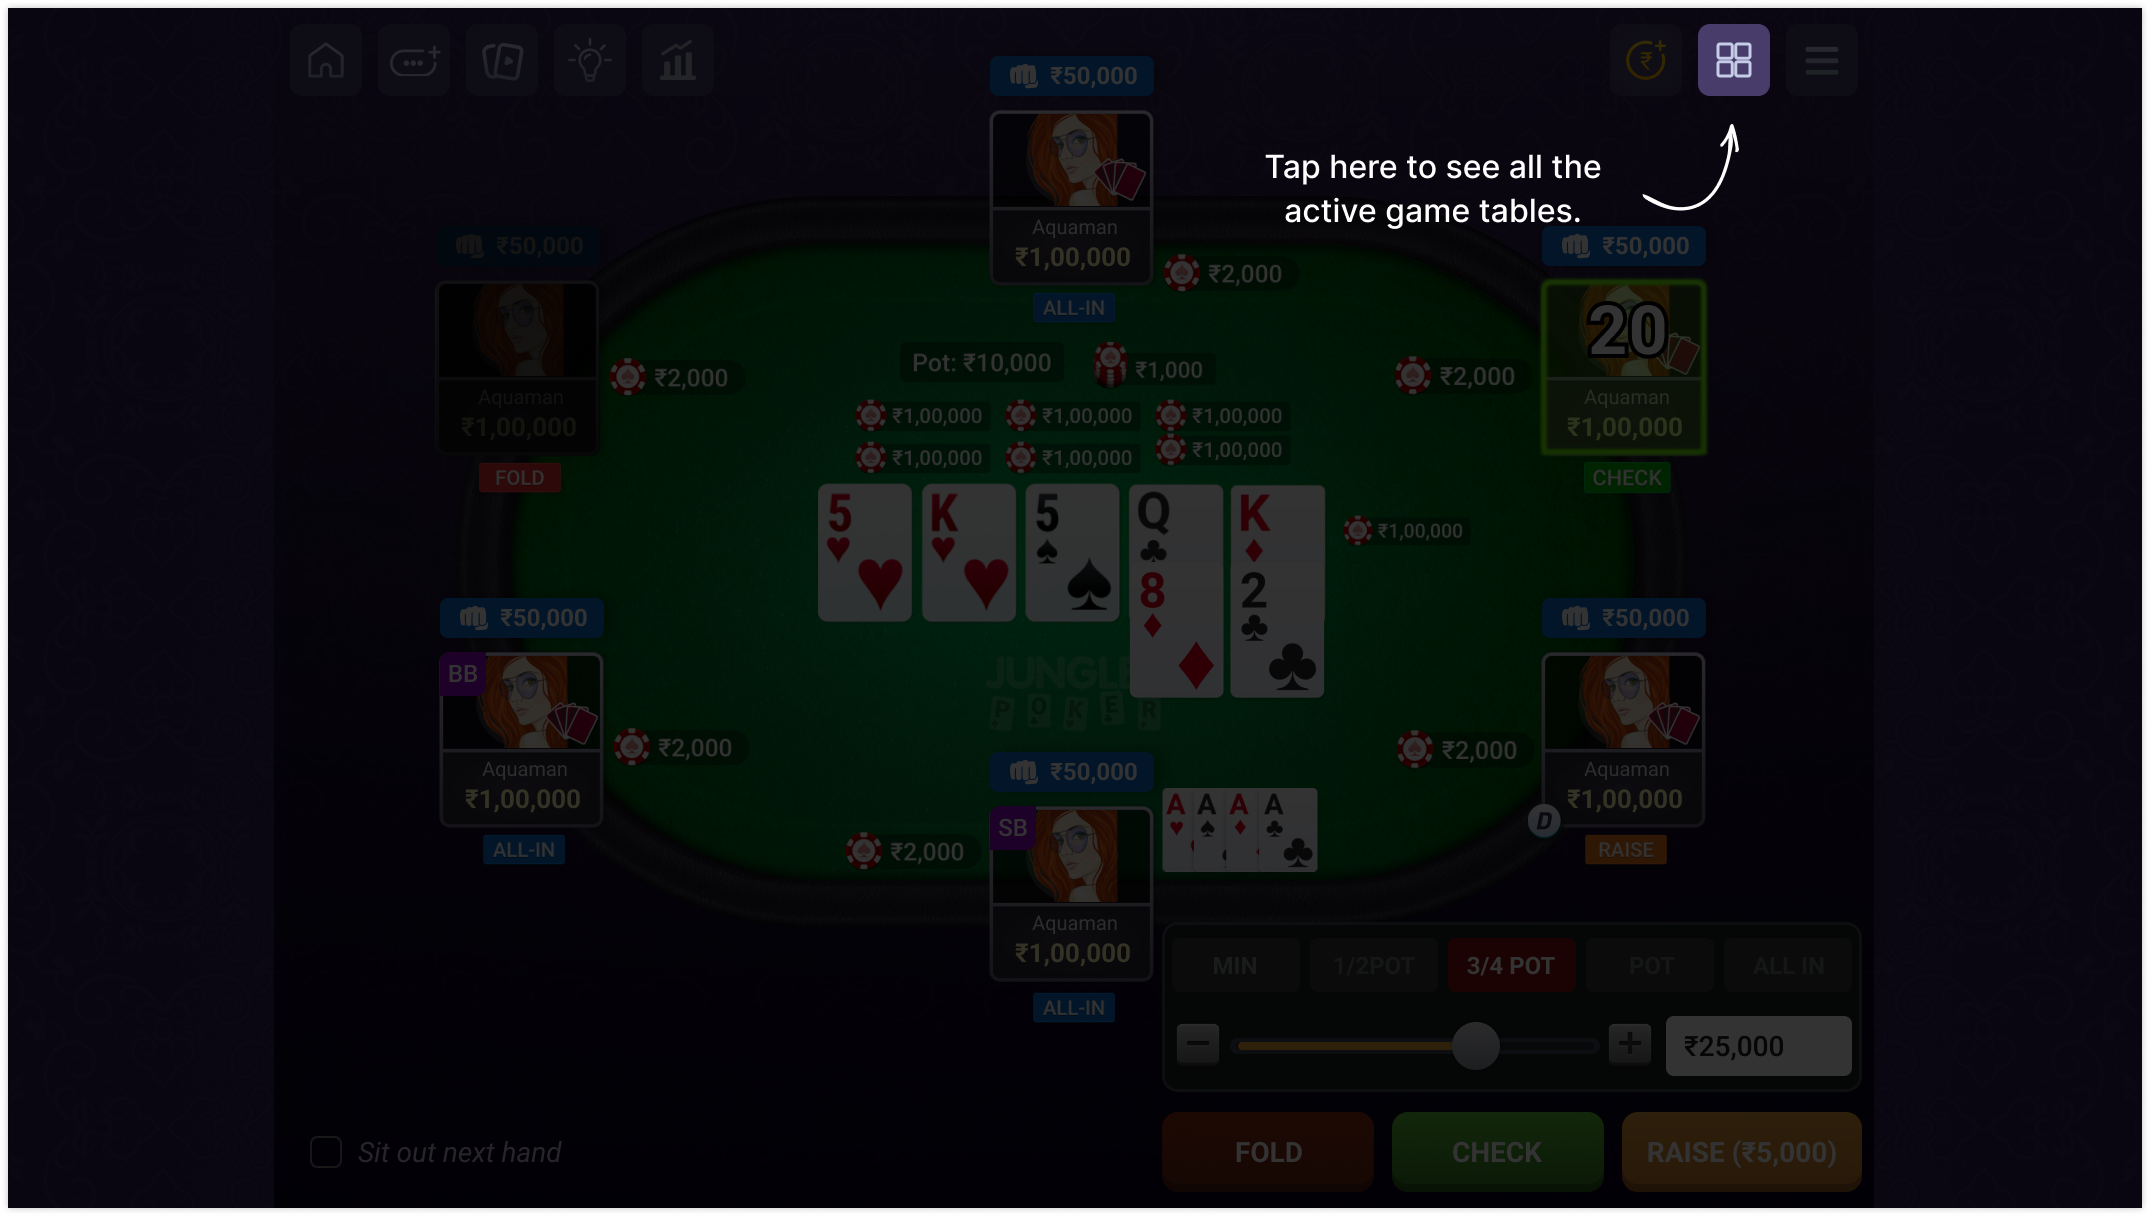 ₹50,000
Tap here to see all the
active game tables.
Aquaman
₹1,00,000
₹2,000
ALL-IN
₹50,000
Aquaman
₹1,00,000
FOLD
₹2,000
₹50,000
20
Aquaman
₹1,00,000
CHECK
₹2,000
Pot: ₹10,000
₹1,000
₹1,00,000 ₹1,00,000 ₹1,00,000
₹1,00,000 ₹1,00,000 ₹1,00,000
5 K 5 Q K
8 2
₹1,00,000
JUNGLE
POKER
₹50,000
BB
Aquaman
₹1,00,000
ALL-IN
₹2,000
₹50,000
Aquaman
₹1,00,000
D
RAISE
₹2,000
₹50,000
SB
A A A A
₹2,000
Aquaman
₹1,00,000
ALL-IN
MIN 1/2POT 3/4 POT POT ALL IN
₹25,000
Sit out next hand
FOLD CHECK RAISE (₹5,000)